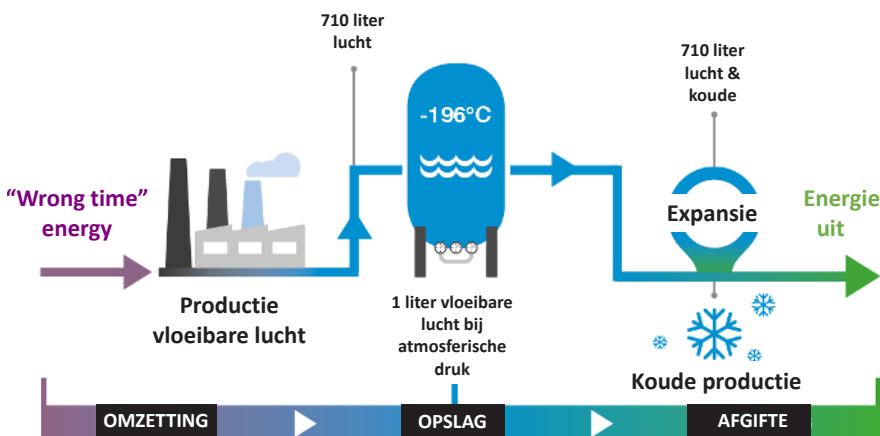 710 liter
lucht
-196°C
710 liter
lucht &
koude
“Wrong time”
energy
Expansie
Energie
uit
Productie
vloeibare lucht
1 liter vloeibare
lucht bij
atmosferische
druk
Koude productie
OMZETTING
OPSLAG
AFGIFTE